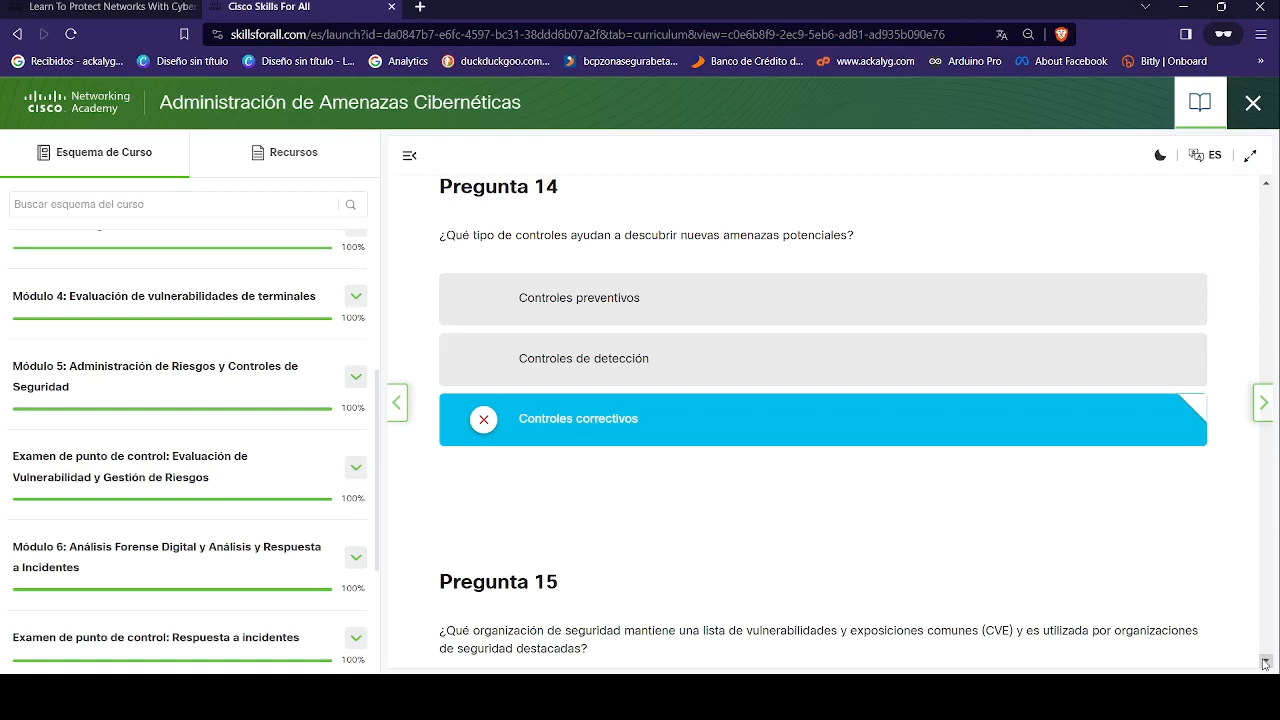 Learn To Protect Networks With Cyber
Cisco Skills For All
skillsforall.com/es/launch?id=da0847b7-e6fc-4597-bc31-38ddd6b07a2f&tab=curriculum&view=c0e6b8f9-2ec9-5eb6-ad81-ad935b090e76
Recibidos - ackalyg...
Diseño sin título
Diseño sin título - L...
Analytics
duckduckgoo.com...
bcpzonasegurabeta...
Banco de Crédito d...
www.ackalyg.com
Arduino Pro
About Facebook
Bitly | Onboard
»
Networking
CISCO Academy
Administración de Amenazas Cibernéticas
Esquema de Curso
Recursos
ES
Buscar esquema del curso
100%
Módulo 4: Evaluación de vulnerabilidades de terminales
100%
Módulo 5: Administración de Riesgos y Controles de
Seguridad
100%
Examen de punto de control: Evaluación de
Vulnerabilidad y Gestión de Riesgos
100%
Módulo 6: Análisis Forense Digital y Análisis y Respuesta
a Incidentes
100%
Examen de punto de control: Respuesta a incidentes
100%
Pregunta 14
¿Qué tipo de controles ayudan a descubrir nuevas amenazas potenciales?
Controles preventivos
Controles de detección
Controles correctivos
Pregunta 15
¿Qué organización de seguridad mantiene una lista de vulnerabilidades y exposiciones comunes (CVE) y es utilizada por organizaciones
de seguridad destacadas?